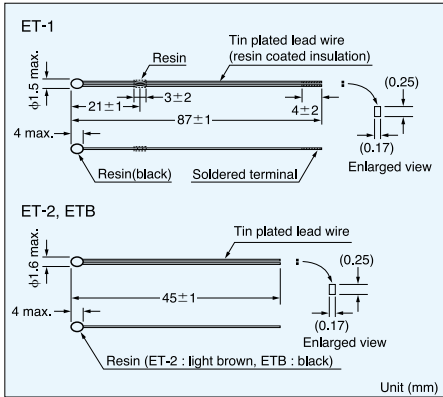 ET-1
Resin
Tin plated lead wire
(resin coated insulation)
(0.25)
φ1.5 max.
21±1
3±2
4±2
87±1
4 max.
(0.17)
Enlarged view
Resin(black)
Soldered terminal
ET-2, ETB
Tin plated lead wire
φ1.6 max.
(0.25)
45±1
4 max.
(0.17)
Enlarged view
Resin (ET-2 : light brown, ETB : black)
Unit (mm)